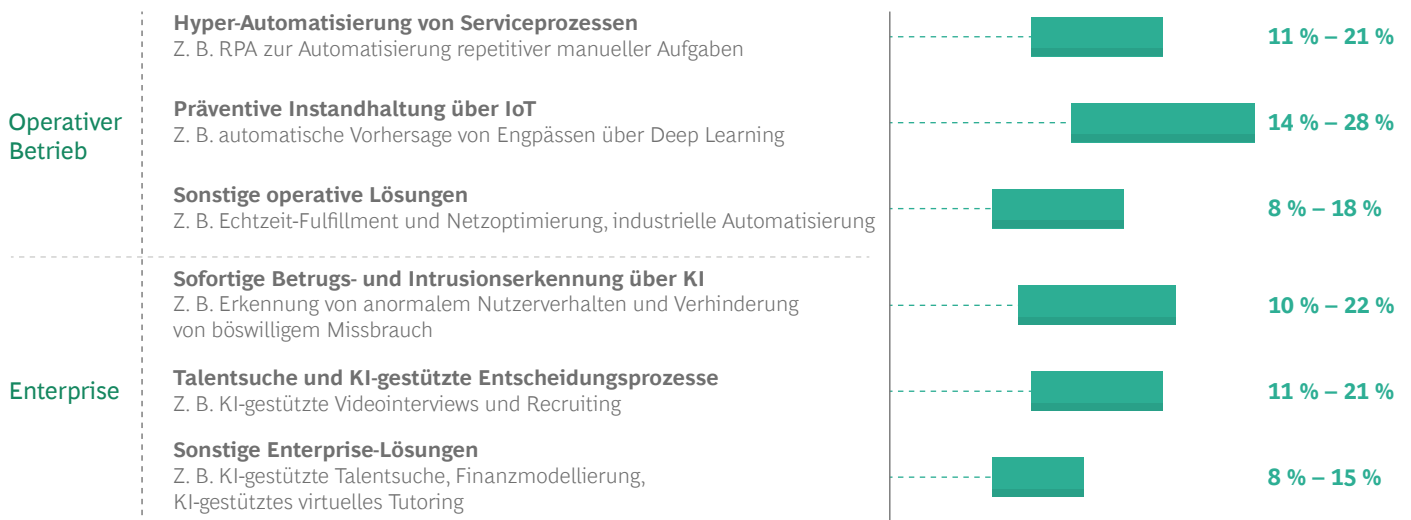 Operativer
Betrieb
Hyper-Automatisierung von Serviceprozessen
Z. B. RPA zur Automatisierung repetitiver manueller Aufgaben
11 % – 21 %
Präventive Instandhaltung über IoT
Z. B. automatische Vorhersage von Engpässen über Deep Learning
14 % – 28 %
Sonstige operative Lösungen
Z. B. Echtzeit-Fulfillment und Netzoptimierung, industrielle Automatisierung
8 % – 18 %
Enterprise
Sofortige Betrugs- und Intrusionserkennung über KI
Z. B. Erkennung von anormalem Nutzerverhalten und Verhinderung
von böswilligem Missbrauch
10 % – 22 %
Talentsuche und KI-gestützte Entscheidungsprozesse
Z. B. KI-gestützte Videointerviews und Recruiting
11 % – 21 %
Sonstige Enterprise-Lösungen
Z. B. KI-gestützte Talentsuche, Finanzmodellierung,
KI-gestütztes virtuelles Tutoring
8 % – 15 %